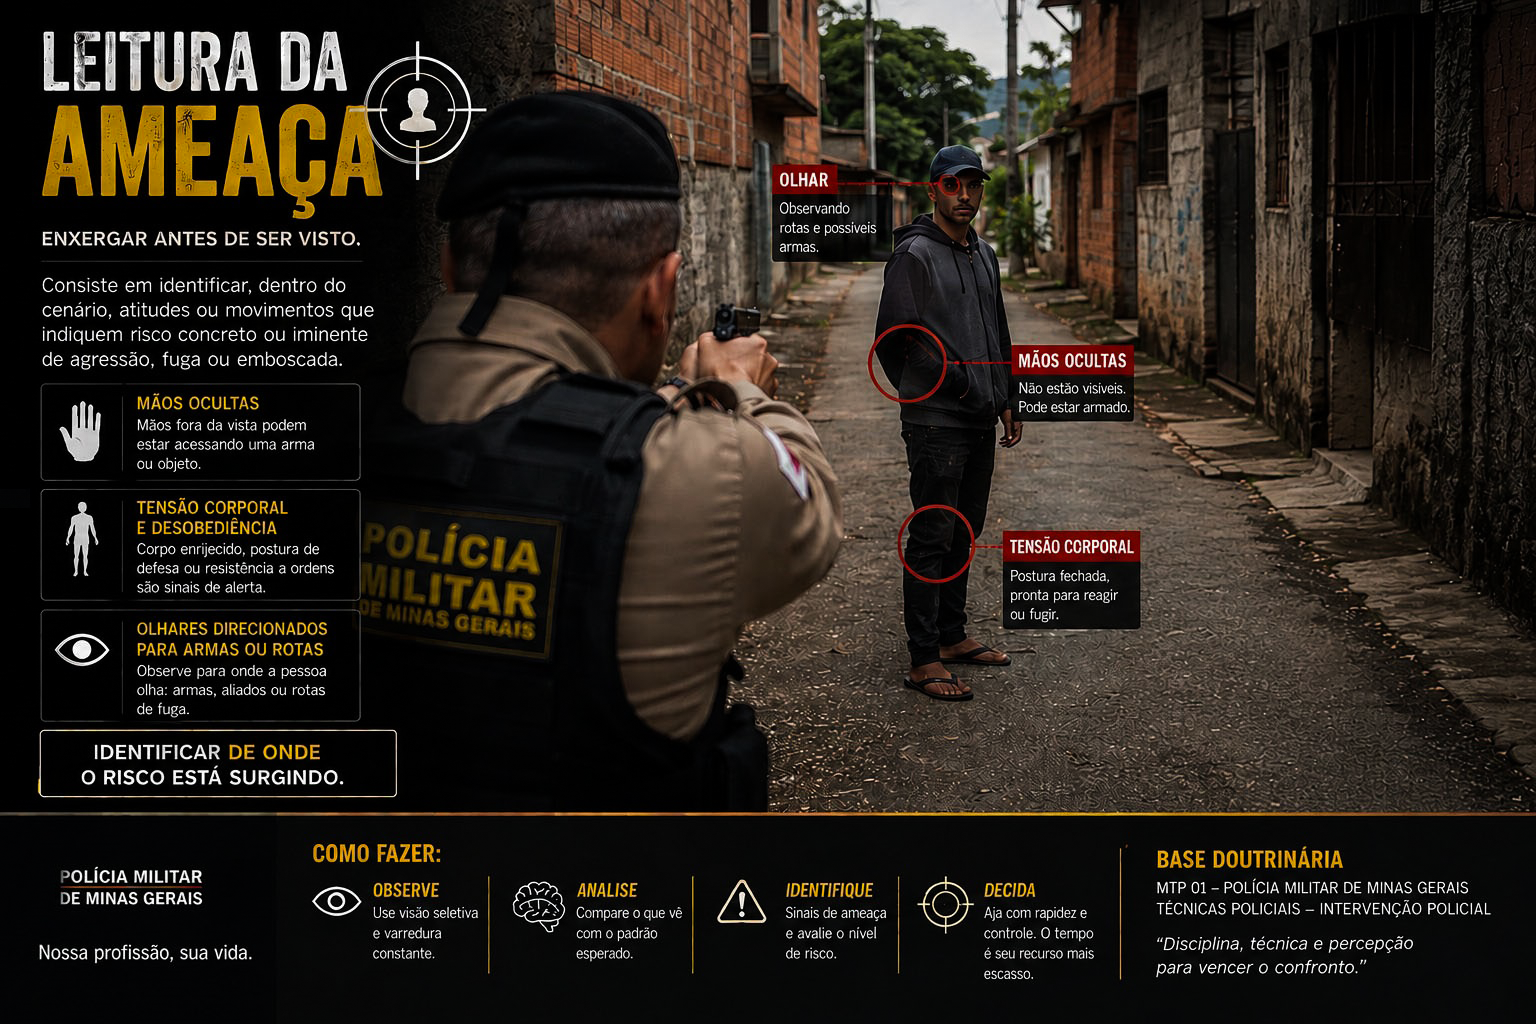 LEITURA DA
AMEAÇA
ENXERGAR ANTES DE SER VISTO.
Consiste em identificar, dentro do
cenário, atitudes ou movimentos que
indiquem risco concreto ou iminente
de agressão, fuga ou emboscada.
MÃOS OCULTAS
Mãos fora da vista podem
estar acessando uma arma
ou objeto.
TENSÃO CORPORAL
E DESOBEDIÊNCIA
Corpo enrijecido, postura de
defesa ou resistência a ordens
são sinais de alerta.
OLHARES DIRECIONADOS
PARA ARMAS OU ROTAS
Observe para onde a pessoa
olha: armas, aliados ou rotas
de fuga.
IDENTIFICAR DE ONDE
O RISCO ESTÁ SURGINDO.
POLÍCIA
MILITAR
DE MINAS GERAIS
OLHAR
Observando
rotas e possíveis
armas.
MÃOS OCULTAS
Não estão visíveis.
Pode estar armado.
TENSÃO CORPORAL
Postura fechada,
pronta para reagir
ou fugir.
POLÍCIA MILITAR
DE MINAS GERAIS
Nossa profissão, sua vida.
COMO FAZER:
OBSERVE
Use visão seletiva
e varredura
constante.
ANALISE
Compare o que vê
com o padrão
esperado.
IDENTIFIQUE
Sinais de ameaça
e avalie o nível
de risco.
DECIDA
Aja com rapidez e
controle. O tempo
é seu recurso mais
escasso.
BASE DOUTRINÁRIA
MTP 01 – POLÍCIA MILITAR DE MINAS GERAIS
TÉCNICAS POLICIAIS – INTERVENÇÃO POLICIAL
“Disciplina, técnica e percepção
para vencer o confronto.”